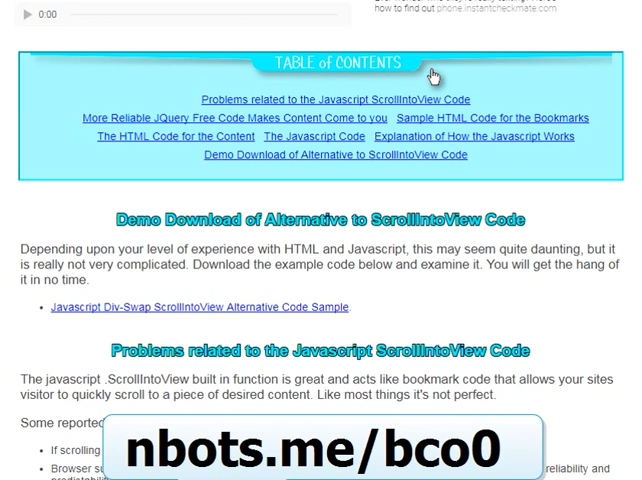 0:00
how to find out phone.instantcheckmate.com
TABLE of CONTENTS
Problems related to the Javascript ScrollIntoView Code
More Reliable JQuery Free Code Makes Content Come to you Sample HTML Code for the Bookmarks
The HTML Code for the Content The Javascript Code Explanation of How the Javascript Works
Demo Download of Alternative to ScrollIntoView Code
Demo Download of Alternative to ScrollIntoView Code
Depending upon your level of experience with HTML and Javascript, this may seem quite daunting, but it
is really not very complicated. Download the example code below and examine it. You will get the hang of
it in no time.
• Javascript Div-Swap ScrollIntoView Alternative Code Sample.
Problems related to the Javascript ScrollIntoView Code
The javascript .ScrollIntoView built in function is great and acts like bookmark code that allows your sites
visitor to quickly scroll to a piece of desired content. Like most things it's not perfect.
Some reported
nbots.me/bco0
• If scrolling
• Browser su
reliability and